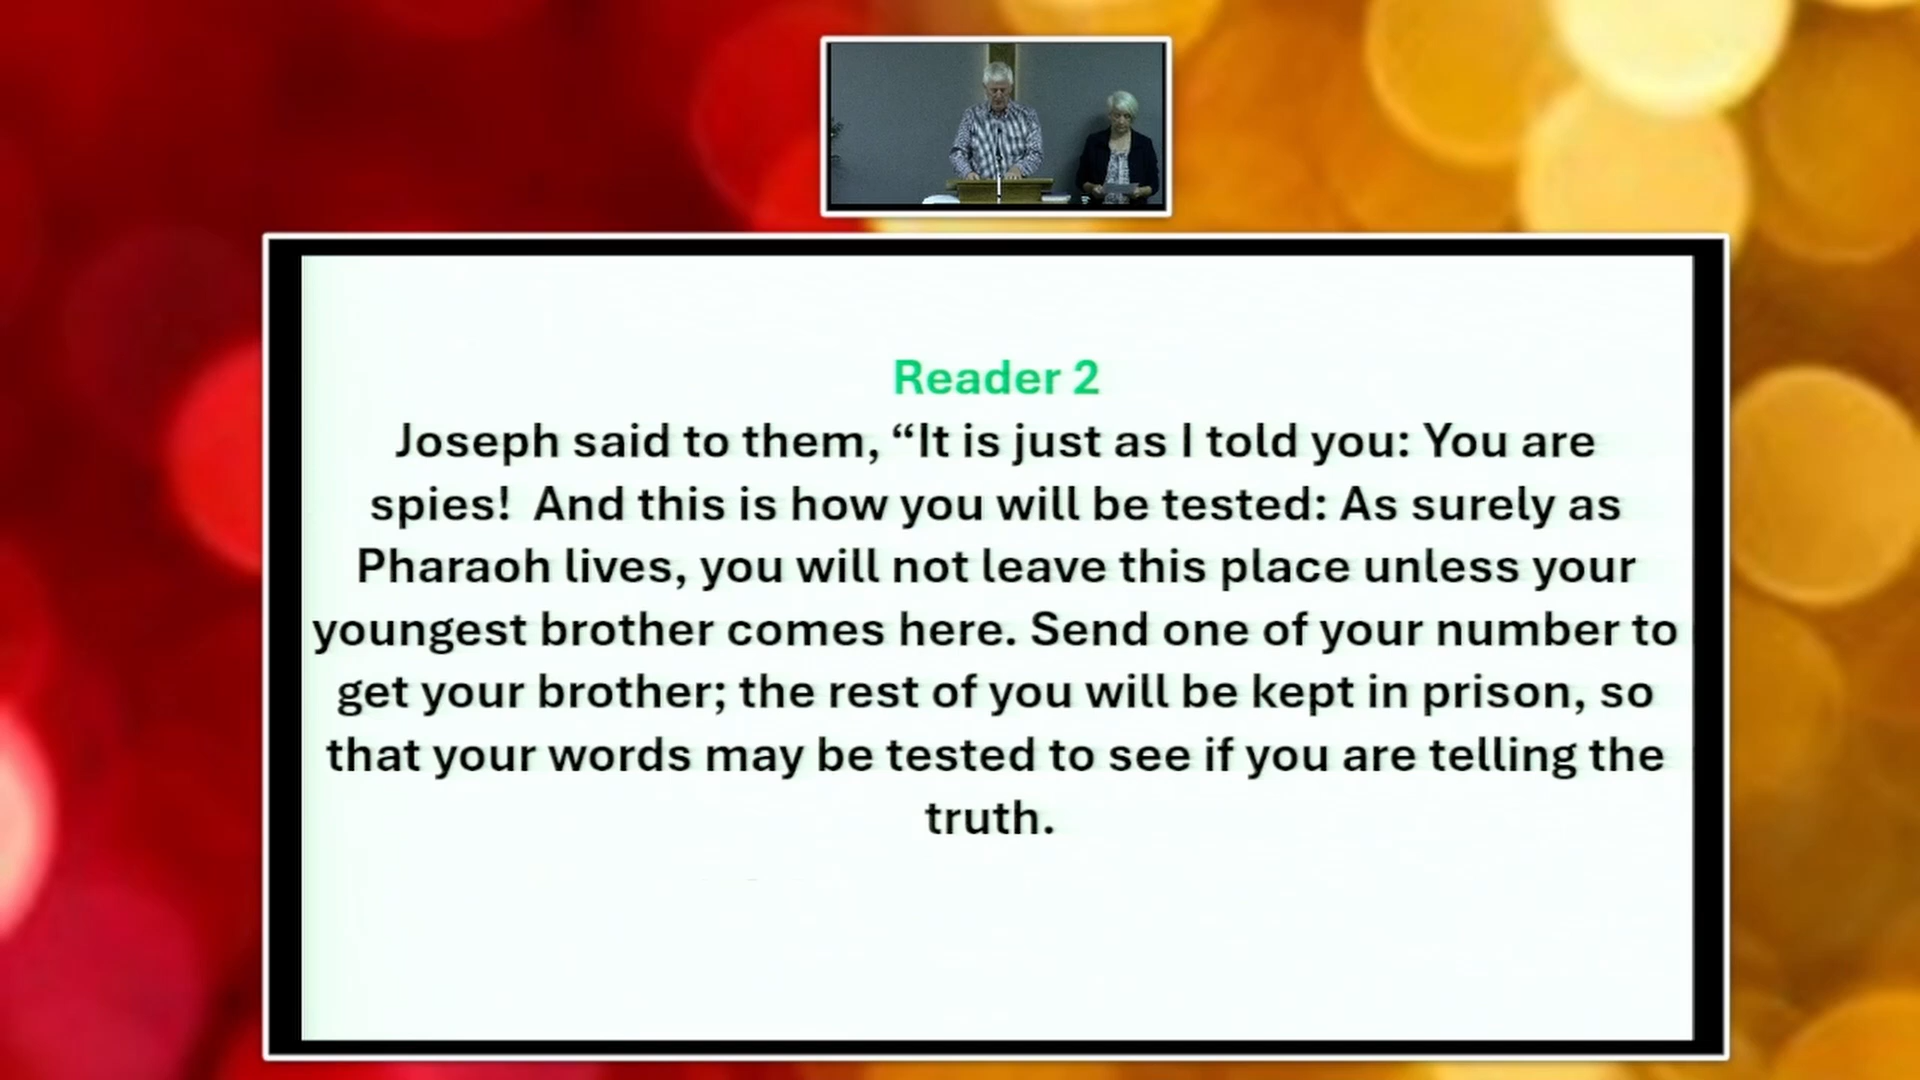 Reader 2
Joseph said to them, “It is just as I told you: You are
spies!  And this is how you will be tested: As surely as
Pharaoh lives, you will not leave this place unless your
youngest brother comes here. Send one of your number to
get your brother; the rest of you will be kept in prison, so
that your words may be tested to see if you are telling the
truth.